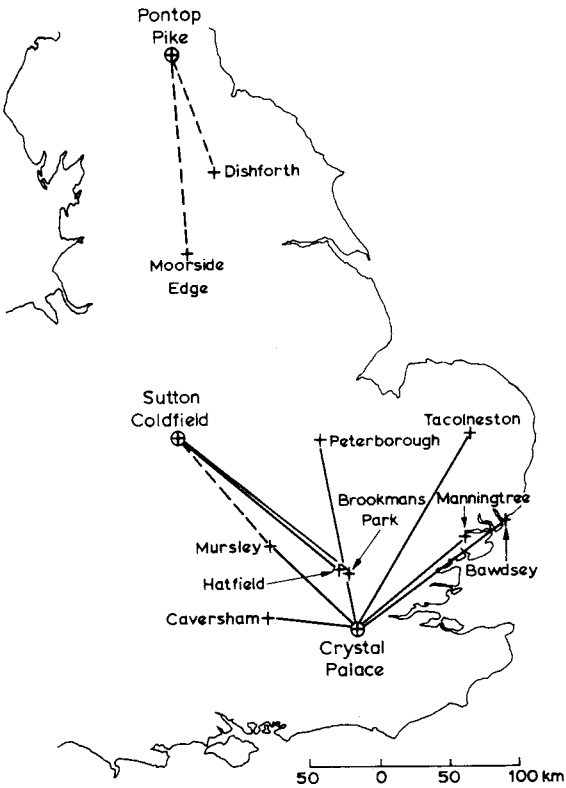 Pontop
Pike
Dishforth
Moorside
Edge
Sutton
Coldfield
Tacolneston
Peterborough
Brookmans
Park
Manningtree
Mursley
Hatfield
Bawdsey
Caversham
Crystal
Palace
50 0 50 100 km